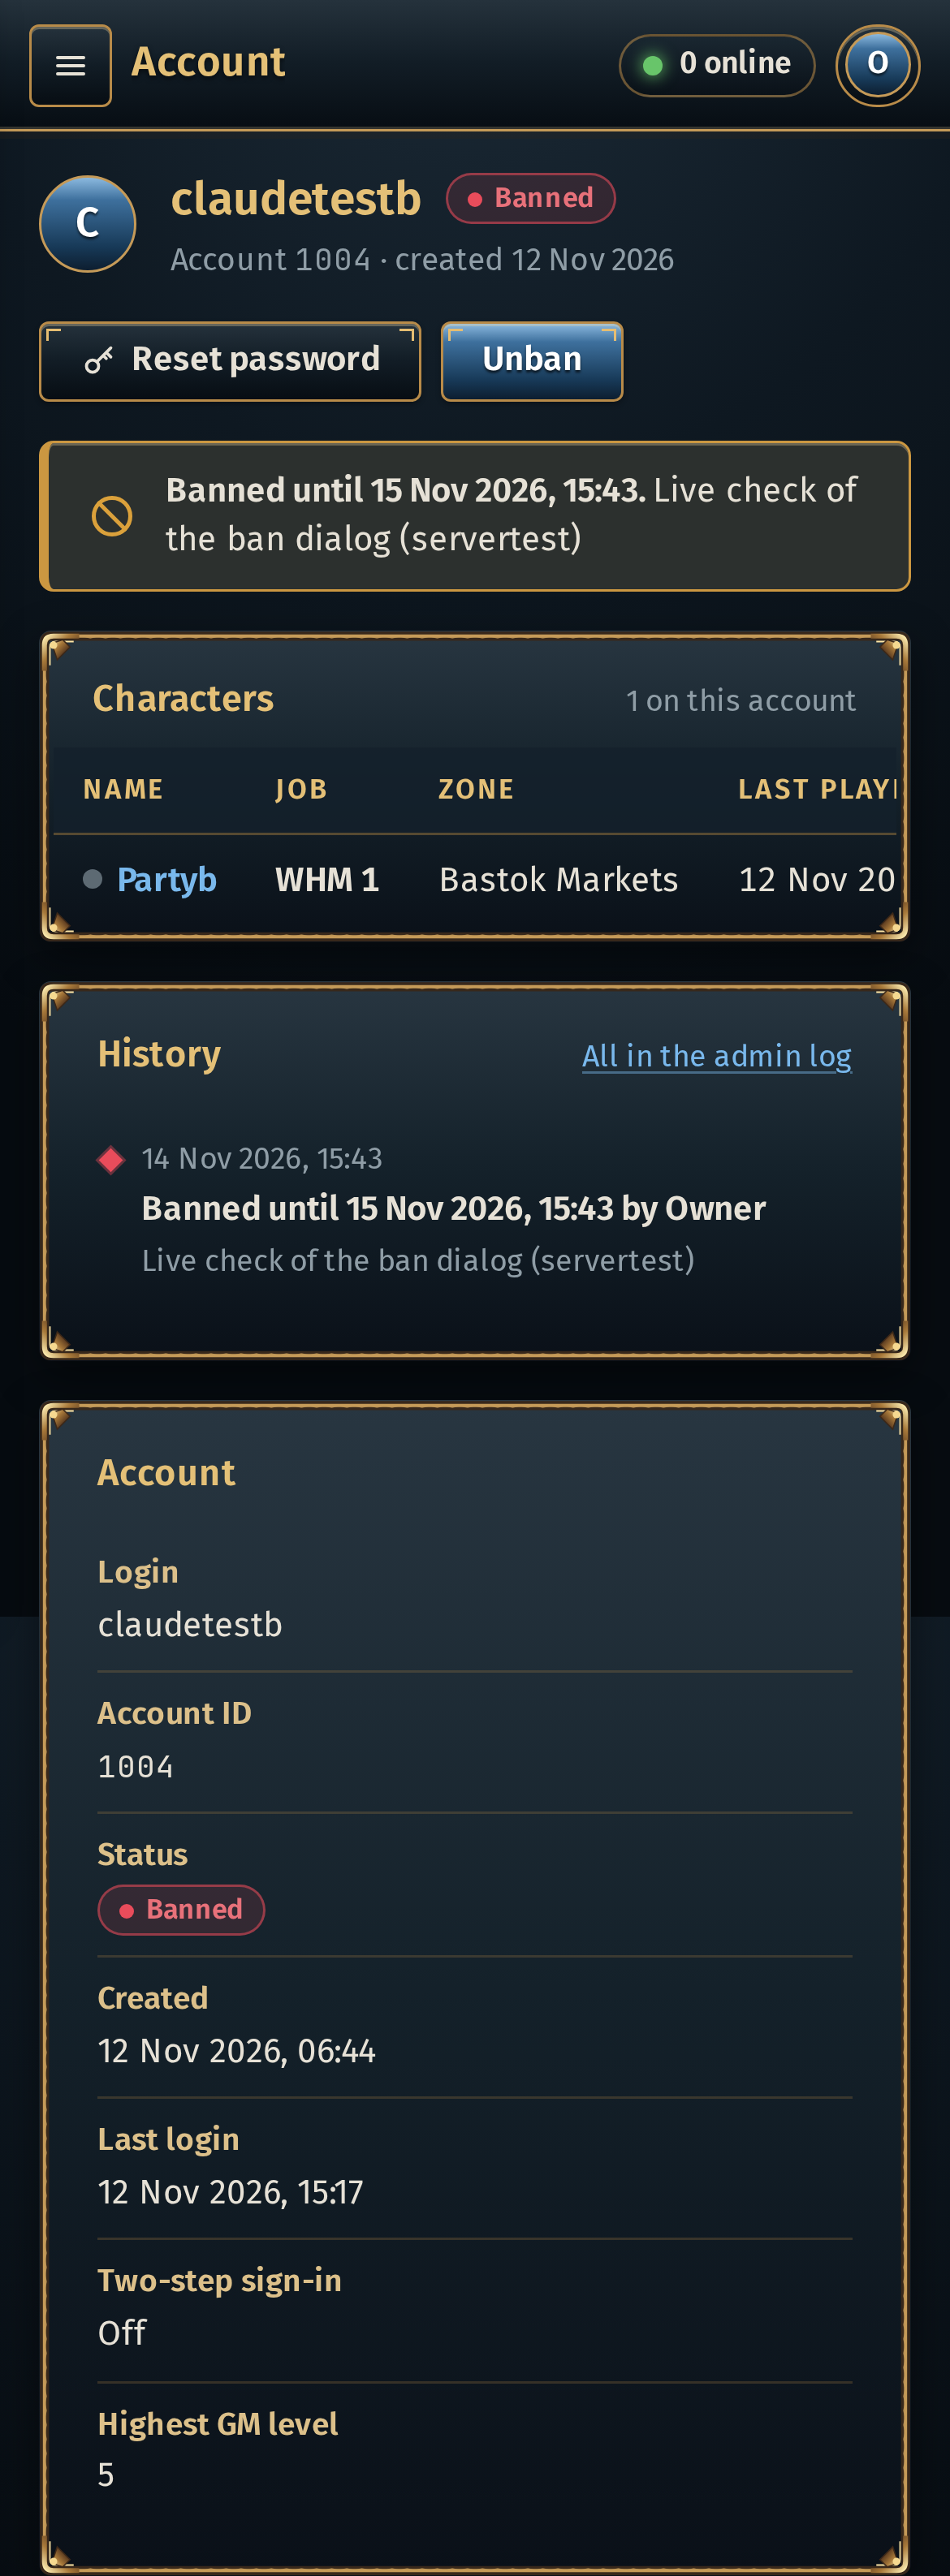 Account
0 online
O
C
claudetestb
Banned
Account 1004 · created 12 Nov 2026
Reset password
Unban
Banned until 15 Nov 2026, 15:43. Live check of
the ban dialog (servertest)
Characters
1 on this account
NAME JOB ZONE LAST
Partyb WHM 1 Bastok Markets 12 Nov
History
All in the admin log
14 Nov 2026, 15:43
Banned until 15 Nov 2026, 15:43 by Owner
Live check of the ban dialog (servertest)
Account
Login
claudetestb
Account ID
1004
Status
Banned
Created
12 Nov 2026, 06:44
Last login
12 Nov 2026, 15:17
Two-step sign-in
Off
Highest GM level
5